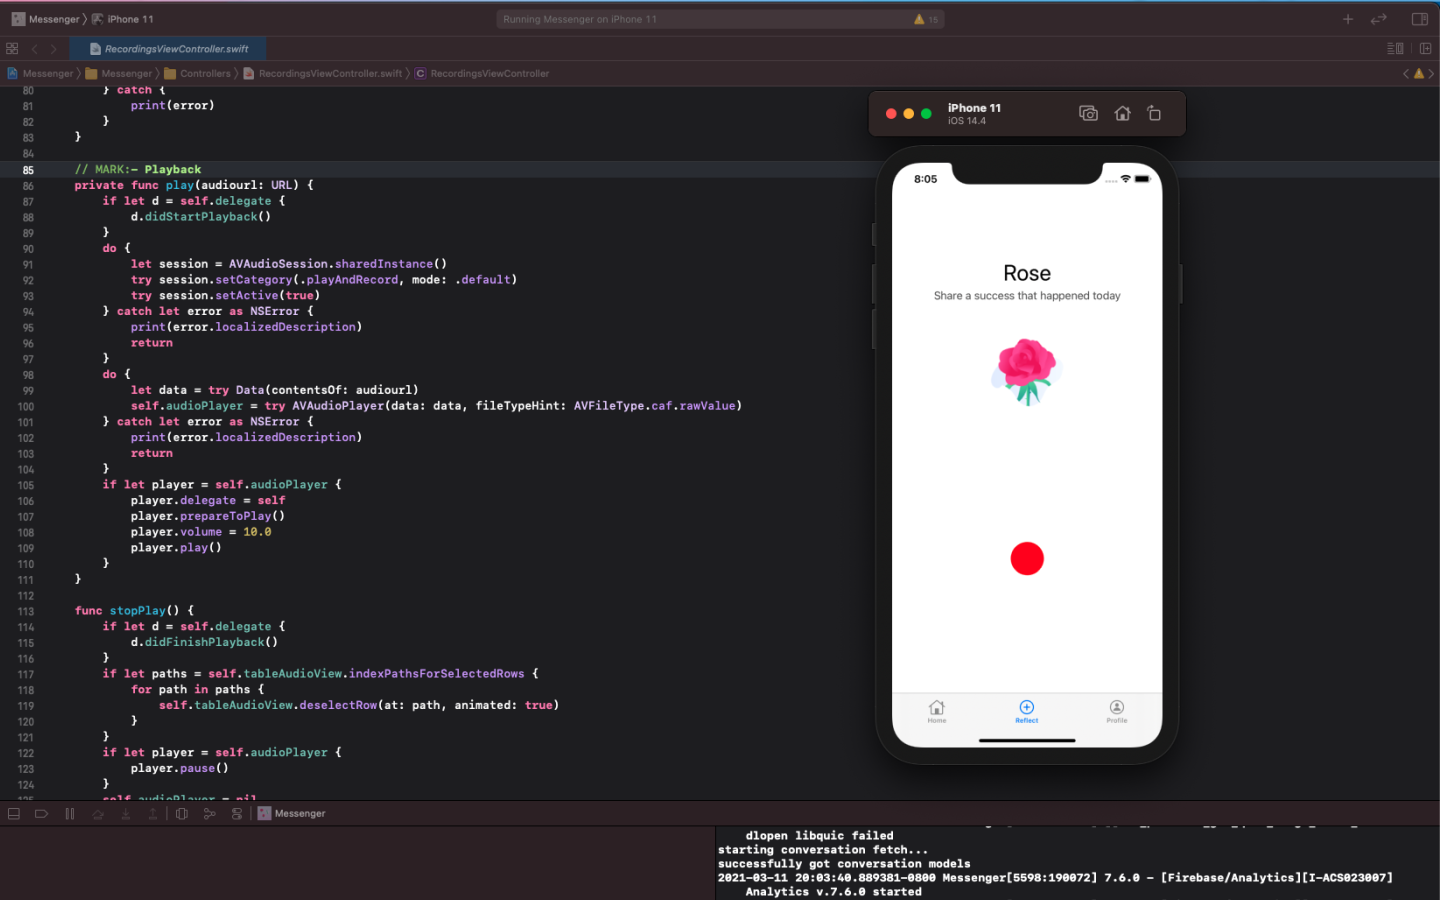 Messenger 〉 iPhone 11
Running Messenger on iPhone 11
15
RecordingsViewController.swift
Messenger 〉 Messenger 〉 Controllers 〉 RecordingsViewController.swift 〉 C RecordingsViewController
80 } catch {
81 print(error)
82 }
83 }
84
85 // MARK:- Playback
86 private func play(audiourl: URL) {
87 if let d = self.delegate {
88 d.didStartPlayback()
89 }
90 do {
91 let session = AVAudioSession.sharedInstance()
92 try session.setCategory(.playAndRecord, mode: .default)
93 try session.setActive(true)
94 } catch let error as NSError {
95 print(error.localizedDescription)
96 return
97 }
98 do {
99 let data = try Data(contentsOf: audiourl)
100 self.audioPlayer = try AVAudioPlayer(data: data, fileTypeHint: AVFileType.caf.rawValue)
101 } catch let error as NSError {
102 print(error.localizedDescription)
103 return
104 }
105 if let player = self.audioPlayer {
106 player.delegate = self
107 player.prepareToPlay()
108 player.volume = 10.0
109 player.play()
110 }
111 }
112
113 func stopPlay() {
114 if let d = self.delegate {
115 d.didFinishPlayback()
116 }
117 if let paths = self.tableAudioView.indexPathsForSelectedRows {
118 for path in paths {
119 self.tableAudioView.deselectRow(at: path, animated: true)
120 }
121 }
122 if let player = self.audioPlayer {
123 player.pause()
124 }
125 self.audioPlayer = nil
iPhone 11
iOS 14.4
8:05
Rose
Share a success that happened today
Home
Reflect
Profile
Messenger
dlopen libquic failed
starting conversation fetch...
successfully got conversation models
2021-03-11 20:03:40.889381-0800 Messenger[5598:190072] 7.6.0 - [Firebase/Analytics][I-ACS023007]
Analytics v.7.6.0 started